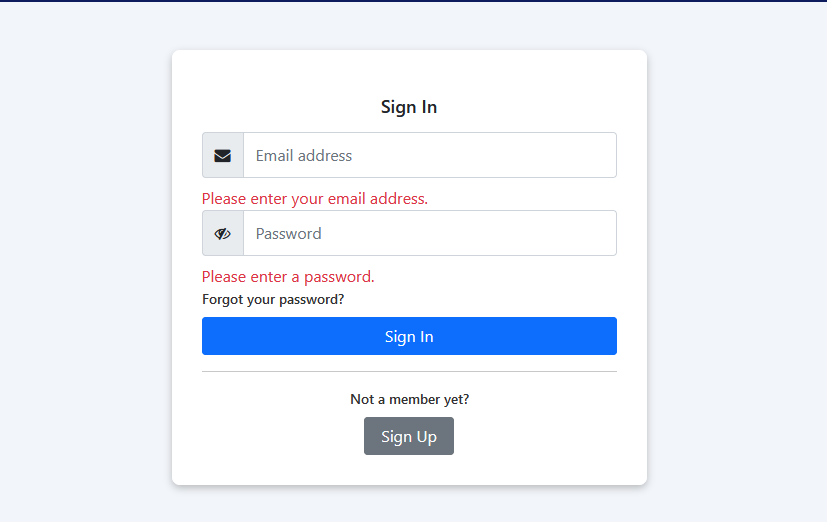 Sign In
Email address
Please enter your email address.
Password
Please enter a password.
Forgot your password?
Sign In
Not a member yet?
Sign Up